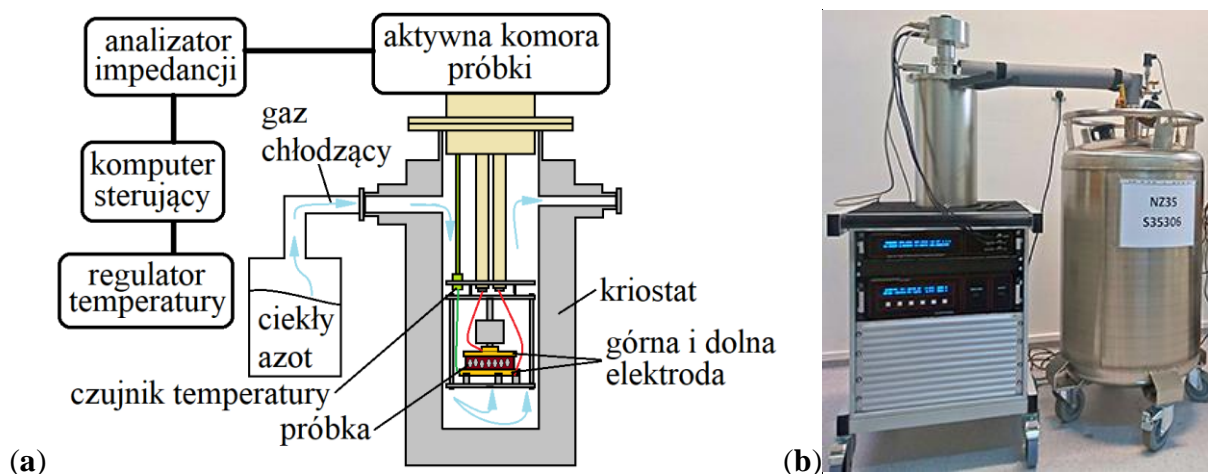 analizator
impedancji
aktywna komora
próbki
gaz
chłodzący
komputer
sterujący
regulator
temperatury
ciekły
azot
kriostat
górna i dolna
elektroda
czujnik temperatury
próbka
(a)
(b)
NZ35
S35306